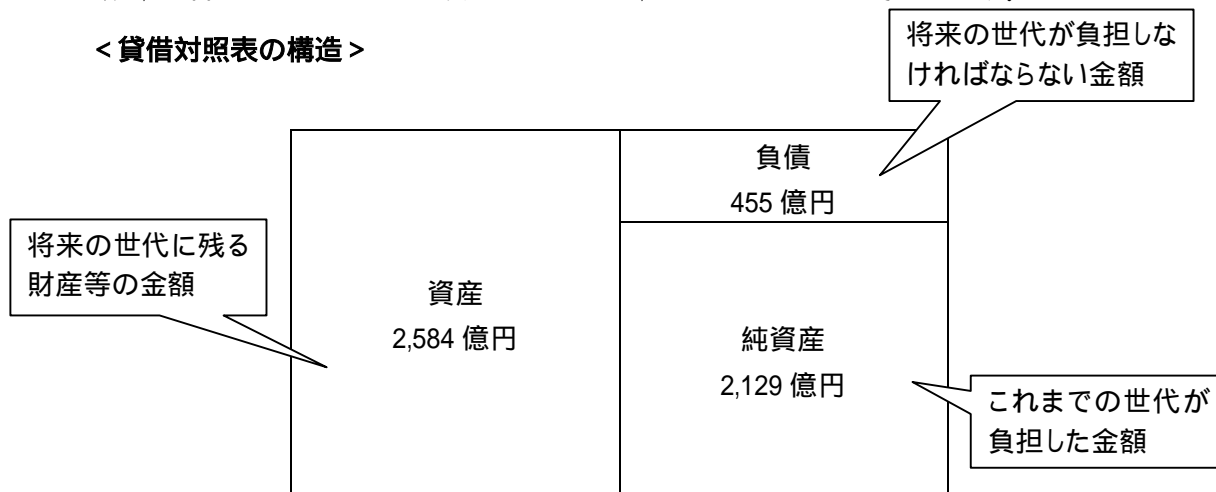 <貸借対照表の構造>
将来の世代が負担しな
ければならない金額
負債
455 億円
将来の世代に残る
財産等の金額
資産
2,584 億円
純資産
2,129 億円
これまでの世代が
負担した金額